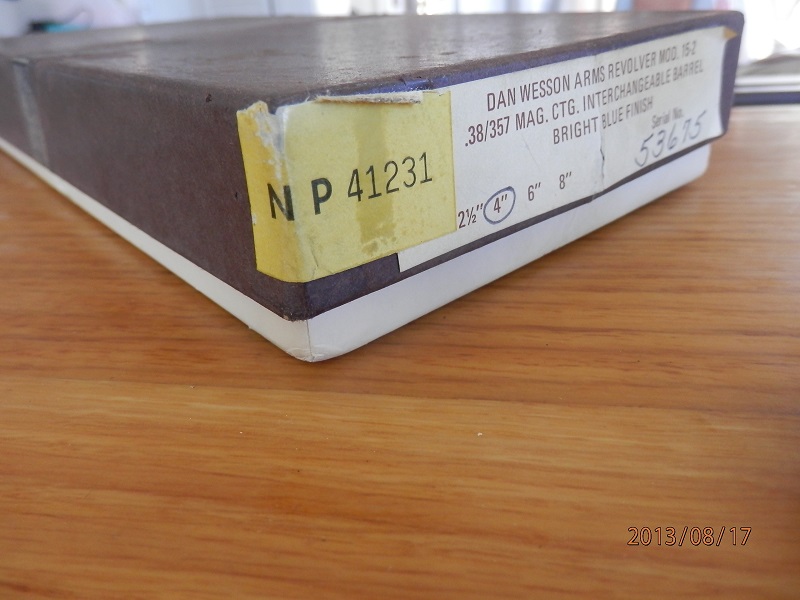 DAN WESSON ARMS REVOLVER MOD. 15-2
.38/357 MAG. CTG. INTERCHANGEABLE BARREL
BRIGHT BLUE FINISH
Serial No.
53675
2½" 4" 6" 8"
NP 41231
2013/08/17